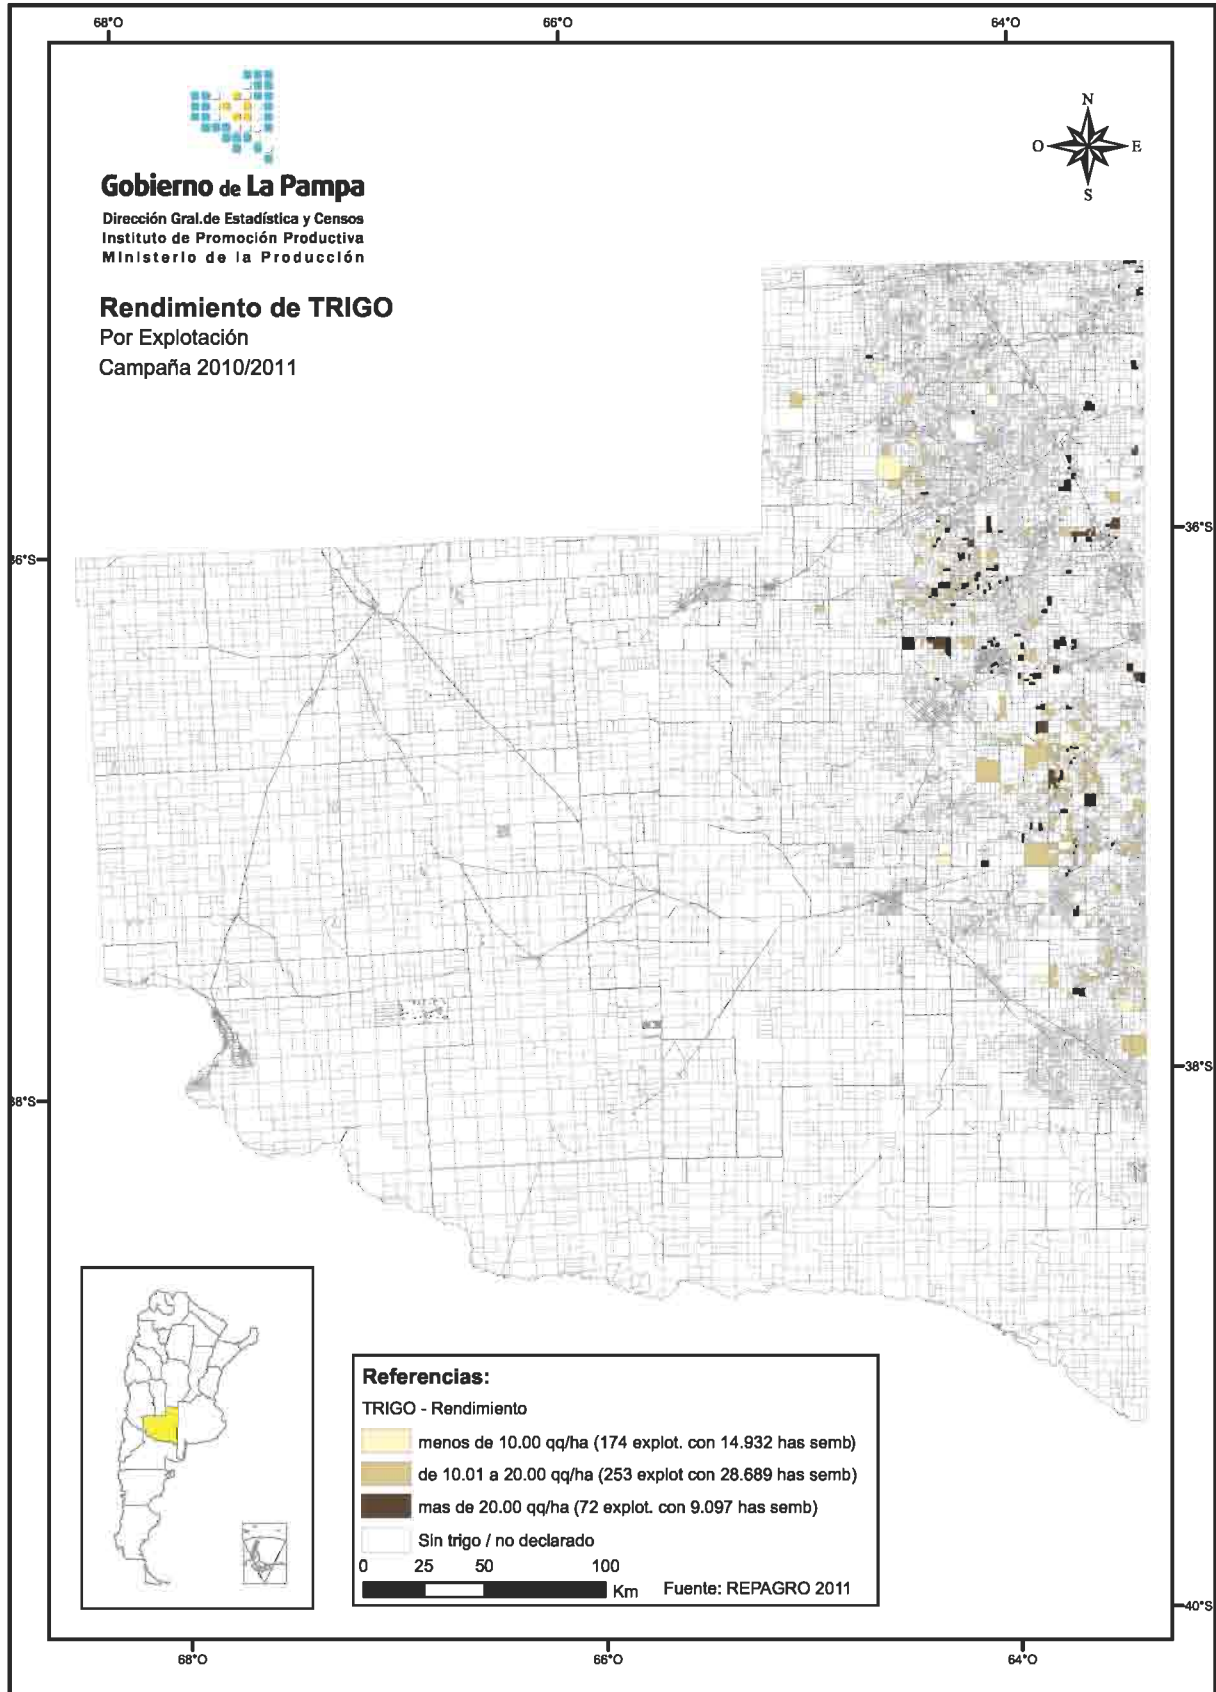 68°O
66°O
64°O
N
O
E
S
Gobierno de La Pampa
Dirección Gral.de Estadística y Censos
Instituto de Promoción Productiva
Ministerio de la Producción
Rendimiento de TRIGO
Por Explotación
Campaña 2010/2011
36°S
36°S
38°S
38°S
Referencias:
TRIGO - Rendimiento
menos de 10.00 qq/ha (174 explot. con 14.932 has semb)
de 10.01 a 20.00 qq/ha (253 explot con 28.689 has semb)
mas de 20.00 qq/ha (72 explot. con 9.097 has semb)
Sin trigo / no declarado
0 25 50 100
Km
Fuente: REPAGRO 2011
40°S
68°O
66°O
64°O